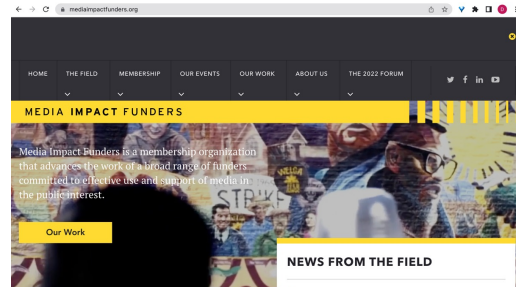 mediaimpactfunders.org
HOME THE FIELD MEMBERSHIP OUR EVENTS OUR WORK ABOUT US THE 2022 FORUM
MEDIA IMPACT FUNDERS
Media Impact Funders is a membership organization
that advances the work of a broad range of funders
committed to effective use and support of media in
the public interest.
STRIKE
Our Work
NEWS FROM THE FIELD